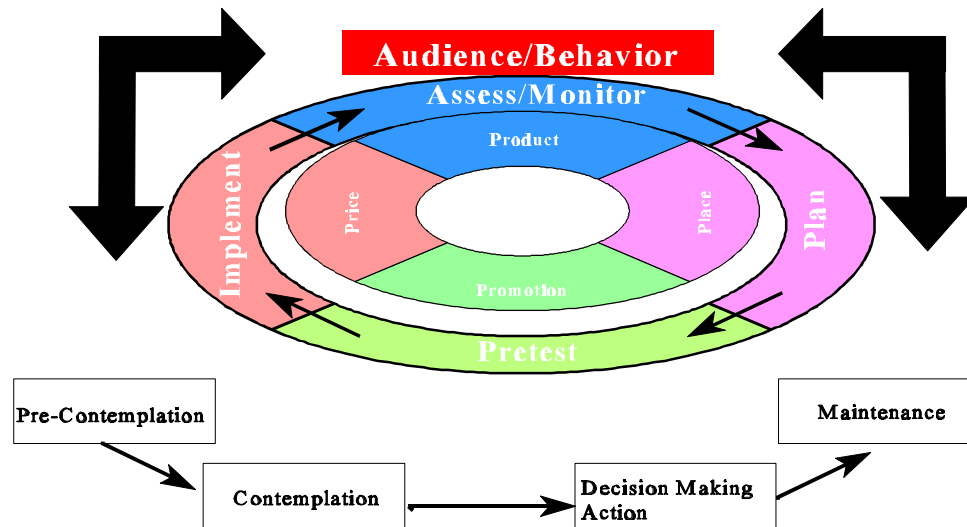 Audience/Behavior
Assess/Monitor
Product
Implement
Price
Place
Plan
Promotion
Pretest
Pre-Contemplation
Maintenance
Contemplation
Decision Making
Action